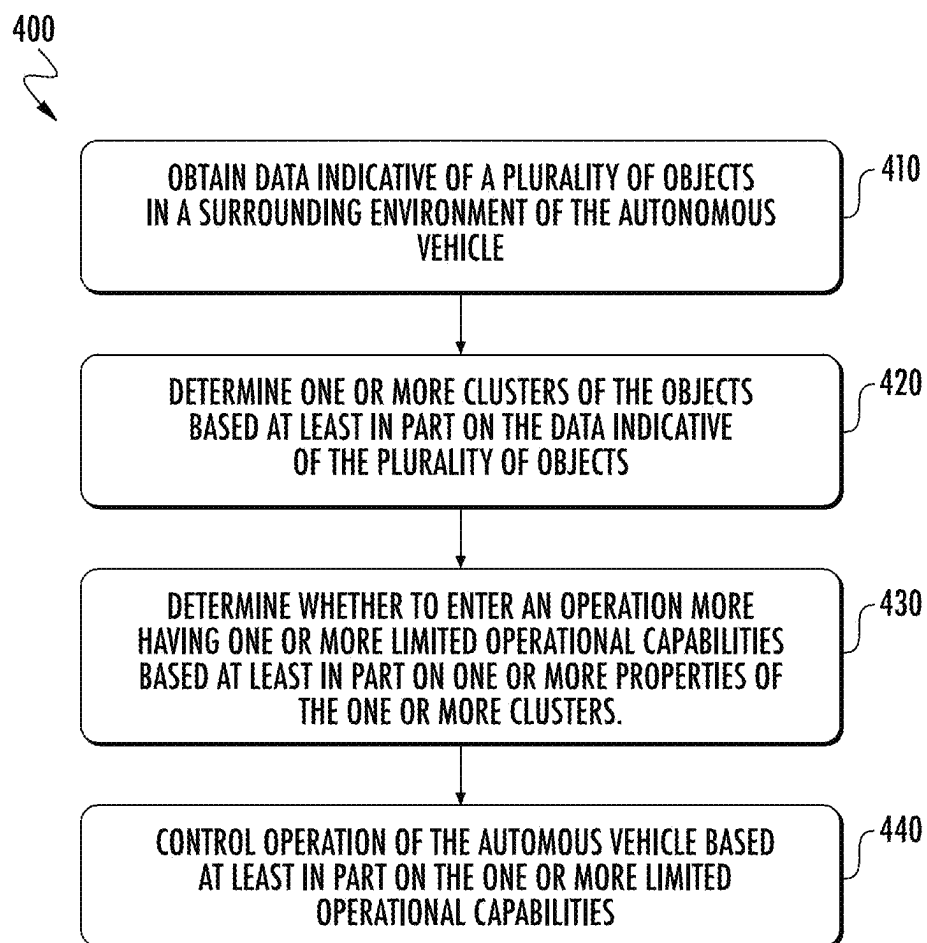 400
OBTAIN DATA INDICATIVE OF A PLURALITY OF OBJECTS
IN A SURROUNDING ENVIRONMENT OF THE AUTONOMOUS
VEHICLE
410
DETERMINE ONE OR MORE CLUSTERS OF THE OBJECTS
BASED AT LEAST IN PART ON THE DATA INDICATIVE
OF THE PLURALITY OF OBJECTS
420
DETERMINE WHETHER TO ENTER AN OPERATION MORE
HAVING ONE OR MORE LIMITED OPERATIONAL CAPABILITIES
BASED AT LEAST IN PART ON ONE OR MORE PROPERTIES OF
THE ONE OR MORE CLUSTERS.
430
CONTROL OPERATION OF THE AUTOMOUS VEHICLE BASED
AT LEAST IN PART ON THE ONE OR MORE LIMITED
OPERATIONAL CAPABILITIES
440